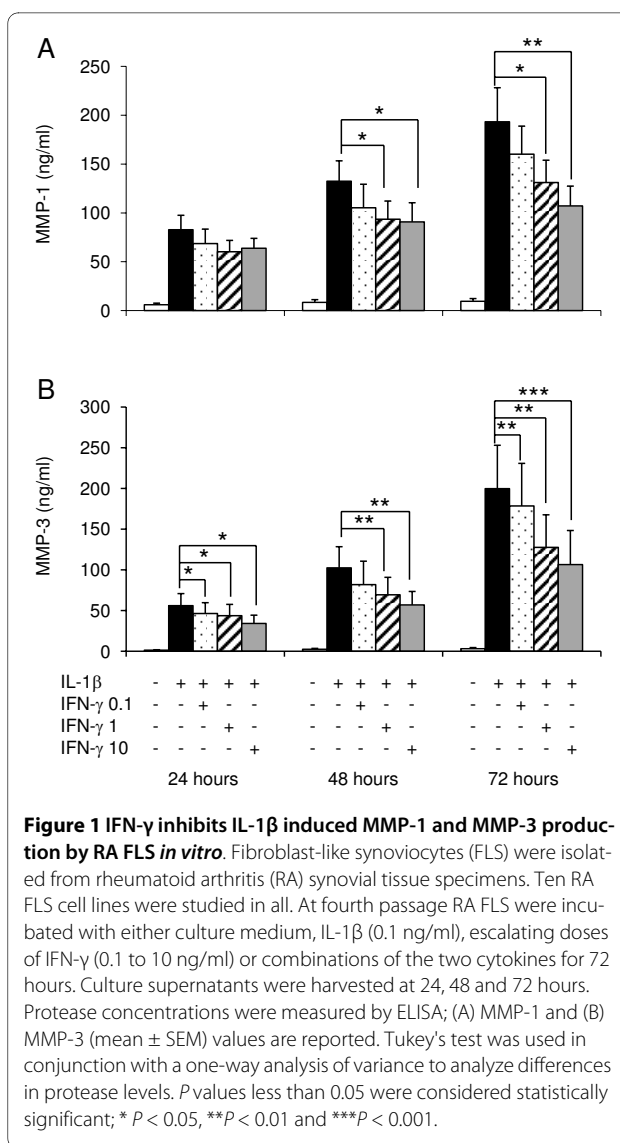 A
250
200
150
100
50
0
MMP-1 (ng/ml)
* *
* *
** *
B
300
250
200
150
100
50
0
MMP-3 (ng/ml)
* * *
** **
*** ** **
IL-1β - + + + + - + + + + - + + + +
IFN-γ 0.1 - - + - - - - + - - - - + - -
IFN-γ 1 - - - + - - - - + - - - - + -
IFN-γ 10 - - - - + - - - - + - - - - +
24 hours 48 hours 72 hours
Figure 1 IFN-γ inhibits IL-1β induced MMP-1 and MMP-3 produc-
tion by RA FLS in vitro. Fibroblast-like synoviocytes (FLS) were isolat-
ed from rheumatoid arthritis (RA) synovial tissue specimens. Ten RA
FLS cell lines were studied in all. At fourth passage RA FLS were incu-
bated with either culture medium, IL-1β (0.1 ng/ml), escalating doses
of IFN-γ (0.1 to 10 ng/ml) or combinations of the two cytokines for 72
hours. Culture supernatants were harvested at 24, 48 and 72 hours.
Protease concentrations were measured by ELISA; (A) MMP-1 and (B)
MMP-3 (mean ± SEM) values are reported. Tukey's test was used in
conjunction with a one-way analysis of variance to analyze differences
in protease levels. P values less than 0.05 were considered statistically
significant; * P < 0.05, **P < 0.01 and ***P < 0.001.